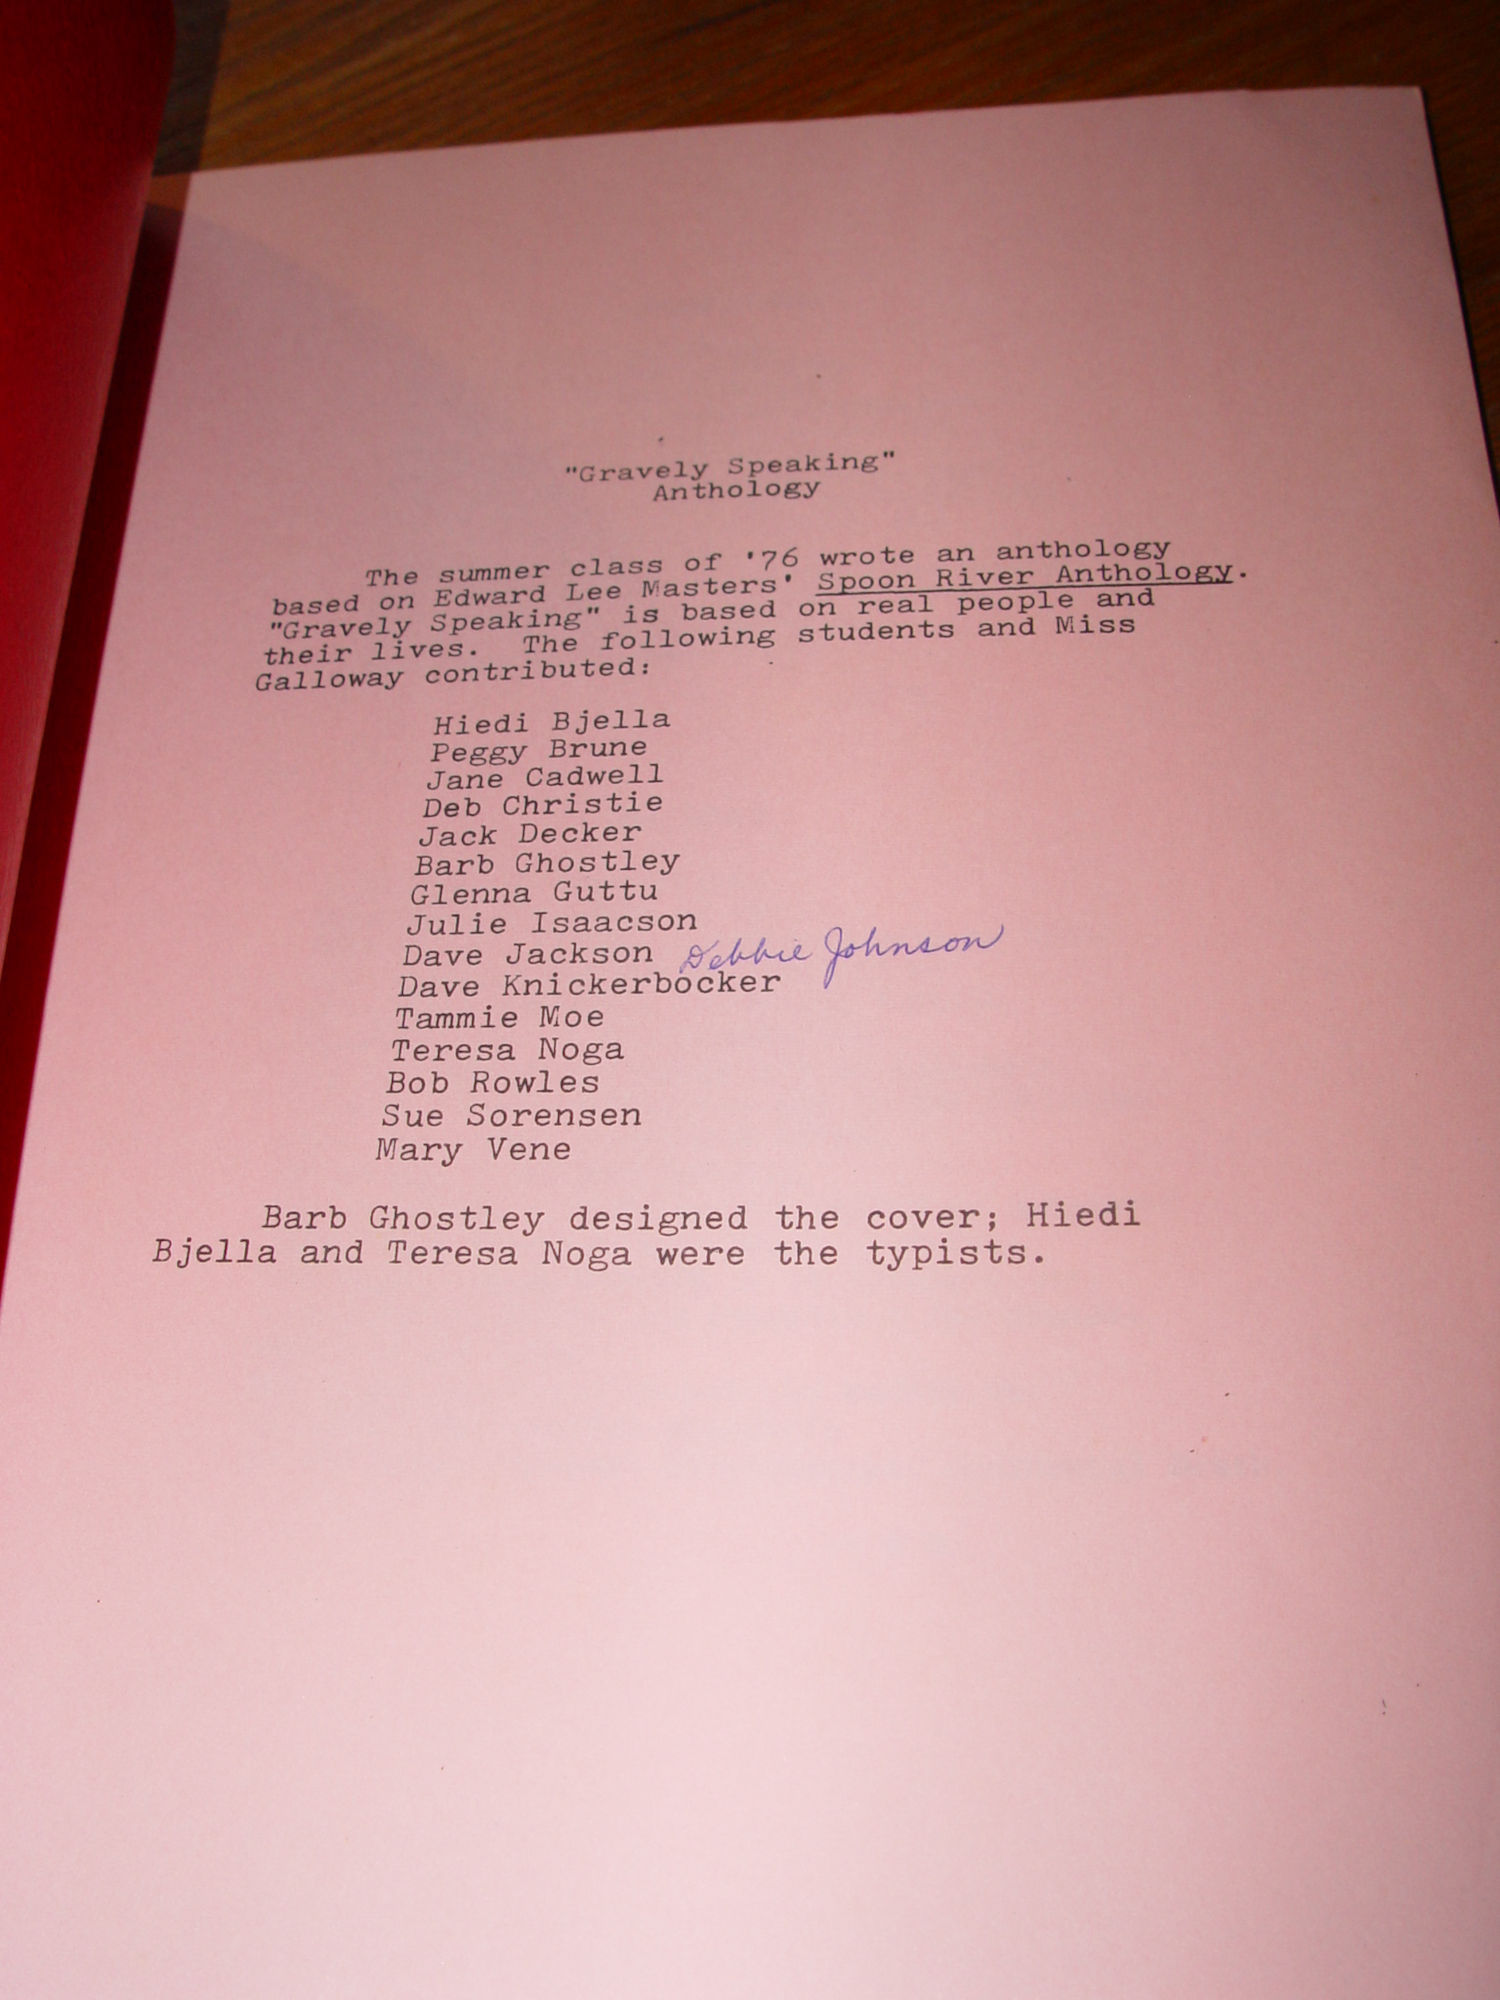 "Gravely Speaking"
Anthology
The summer class of '76 wrote an anthology
based on Edward Lee Masters' Spoon River Anthology.
"Gravely Speaking" is based on real people and
their lives. The following students and Miss
Galloway contributed:
Hiedi Bjella
Peggy Brune
Jane Cadwell
Deb Christie
Jack Decker
Barb Ghostley
Glenna Guttu
Julie Isaacson
Dave Jackson Debbie Johnson
Dave Knickerbocker
Tammie Moe
Teresa Noga
Bob Rowles
Sue Sorensen
Mary Vene
Barb Ghostley designed the cover; Hiedi
Bjella and Teresa Noga were the typists.